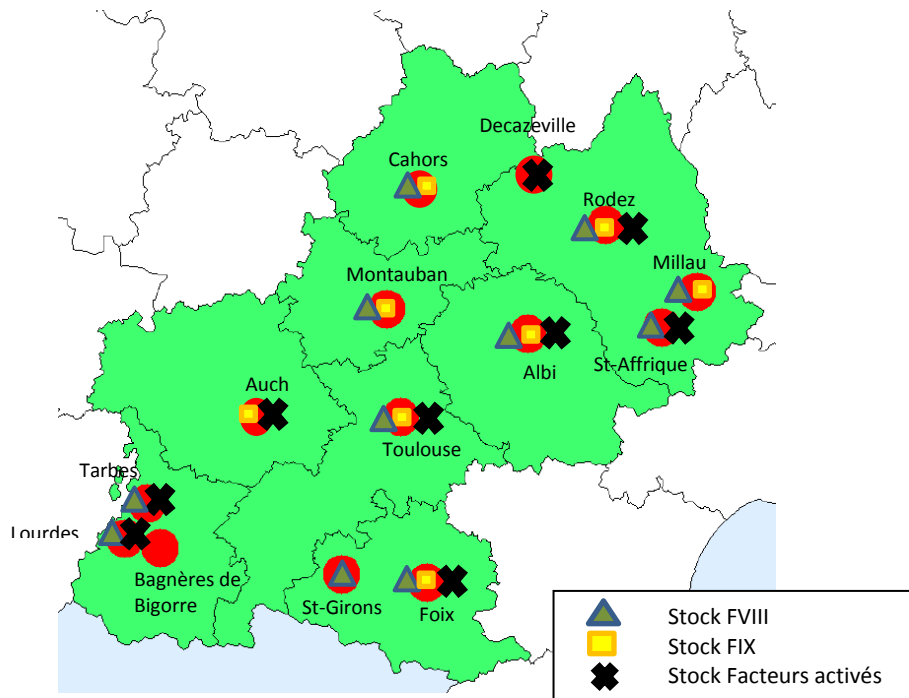 Decazeville
Cahors
Rodez
Millau
Montauban
St-Affrique
Albi
Auch
Toulouse
Tarbes
Lourdes
Bagnères de
Bigorre
St-Girons
Foix
Stock FVIII
Stock FIX
Stock Facteurs activés